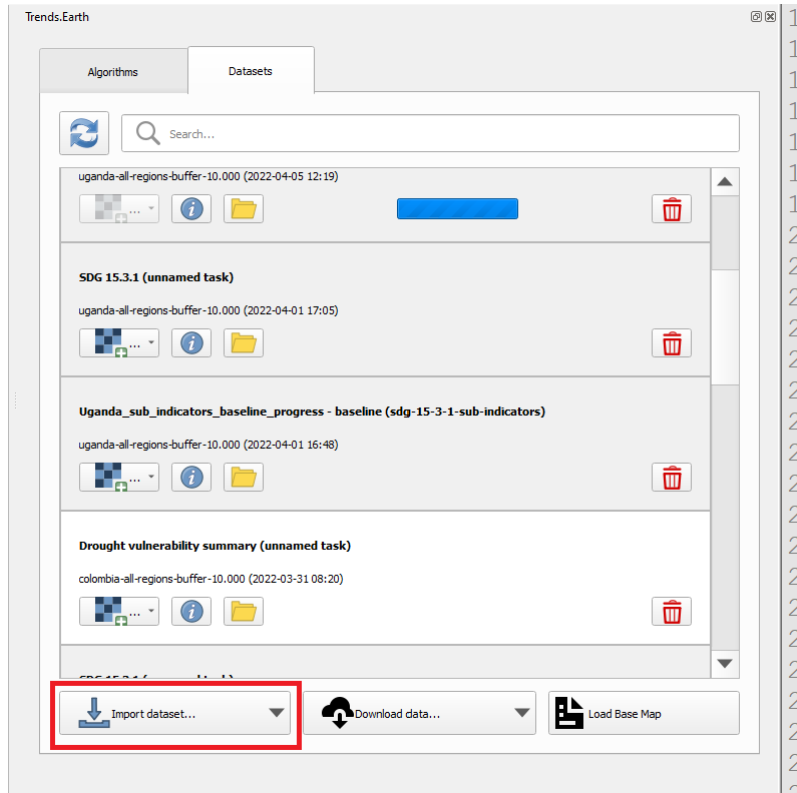 Trends.Earth
Algorithms
Datasets
Search...
uganda-all-regions-buffer-10.000 (2022-04-05 12:19)
...
SDG 15.3.1 (unnamed task)
uganda-all-regions-buffer-10.000 (2022-04-01 17:05)
...
Uganda_sub_indicators_baseline_progress - baseline (sdg-15-3-1-sub-indicators)
uganda-all-regions-buffer-10.000 (2022-04-01 16:48)
...
Drought vulnerability summary (unnamed task)
colombia-all-regions-buffer-10.000 (2022-03-31 08:20)
...
Import dataset...
Download data...
Load Base Map